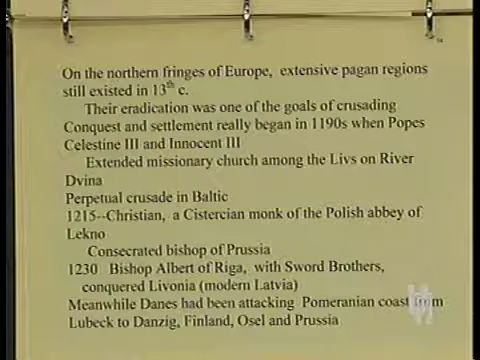 On the northern fringes of Europe, extensive pagan regions
still existed in 13th c.
Their eradication was one of the goals of crusading
Conquest and settlement really began in 1190s when Popes
Celestine III and Innocent III
Extended missionary church among the Livs on River
Dvina
Perpetual crusade in Baltic
1215--Christian, a Cistercian monk of the Polish abbey of
Lekno
Consecrated bishop of Prussia
1230 Bishop Albert of Riga, with Sword Brothers,
conquered Livonia (modern Latvia)
Meanwhile Danes had been attacking Pomeranian coast from
Lubeck to Danzig, Finland, Osel and Prussia